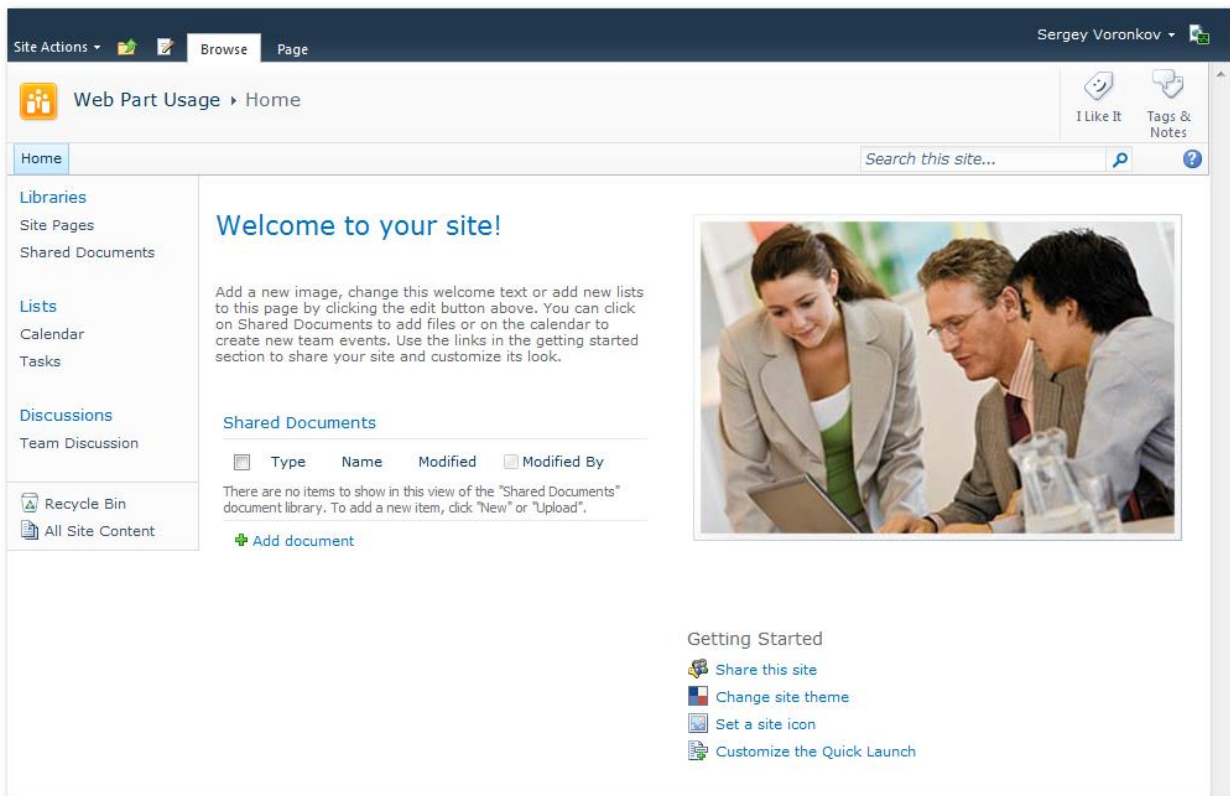 Site Actions
Browse
Page
Sergey Voronkov
Web Part Usage ▸ Home
I Like It
Tags &
Notes
Home
Search this site...
Libraries
Site Pages
Shared Documents
Lists
Calendar
Tasks
Discussions
Team Discussion
Recycle Bin
All Site Content
Welcome to your site!
Add a new image, change this welcome text or add new lists
to this page by clicking the edit button above. You can click
on Shared Documents to add files or on the calendar to
create new team events. Use the links in the getting started
section to share your site and customize its look.
Shared Documents
Type Name Modified Modified By
There are no items to show in this view of the "Shared Documents"
document library. To add a new item, click "New" or "Upload".
Add document
Getting Started
Share this site
Change site theme
Set a site icon
Customize the Quick Launch